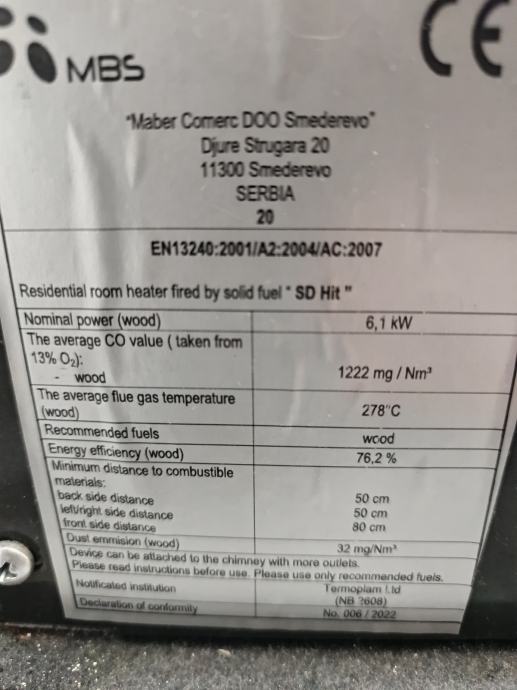 MBS
CE
"Maber Comerc DOO Smederevo"
Djure Strugara 20
11300 Smederevo
SERBIA
20
EN13240:2001/A2:2004/AC:2007
Residential room heater fired by solid fuel " SD Hit "
Nominal power (wood) 6,1 kW
The average CO value ( taken from
13% O₂):
- wood 1222 mg / Nm³
The average flue gas temperature
(wood) 278°C
Recommended fuels wood
Energy efficiency (wood) 76,2 %
Minimum distance to combustible
materials:
back side distance 50 cm
left/right side distance 50 cm
front side distance 80 cm
Dust emmision (wood) 32 mg/Nm³
Device can be attached to the chimney with more outlets.
Please read instructions before use. Please use only recommended fuels.
Notificated institution Termoplam Ltd
(NB 2608)
Declaration of conformity No. 006 / 2022